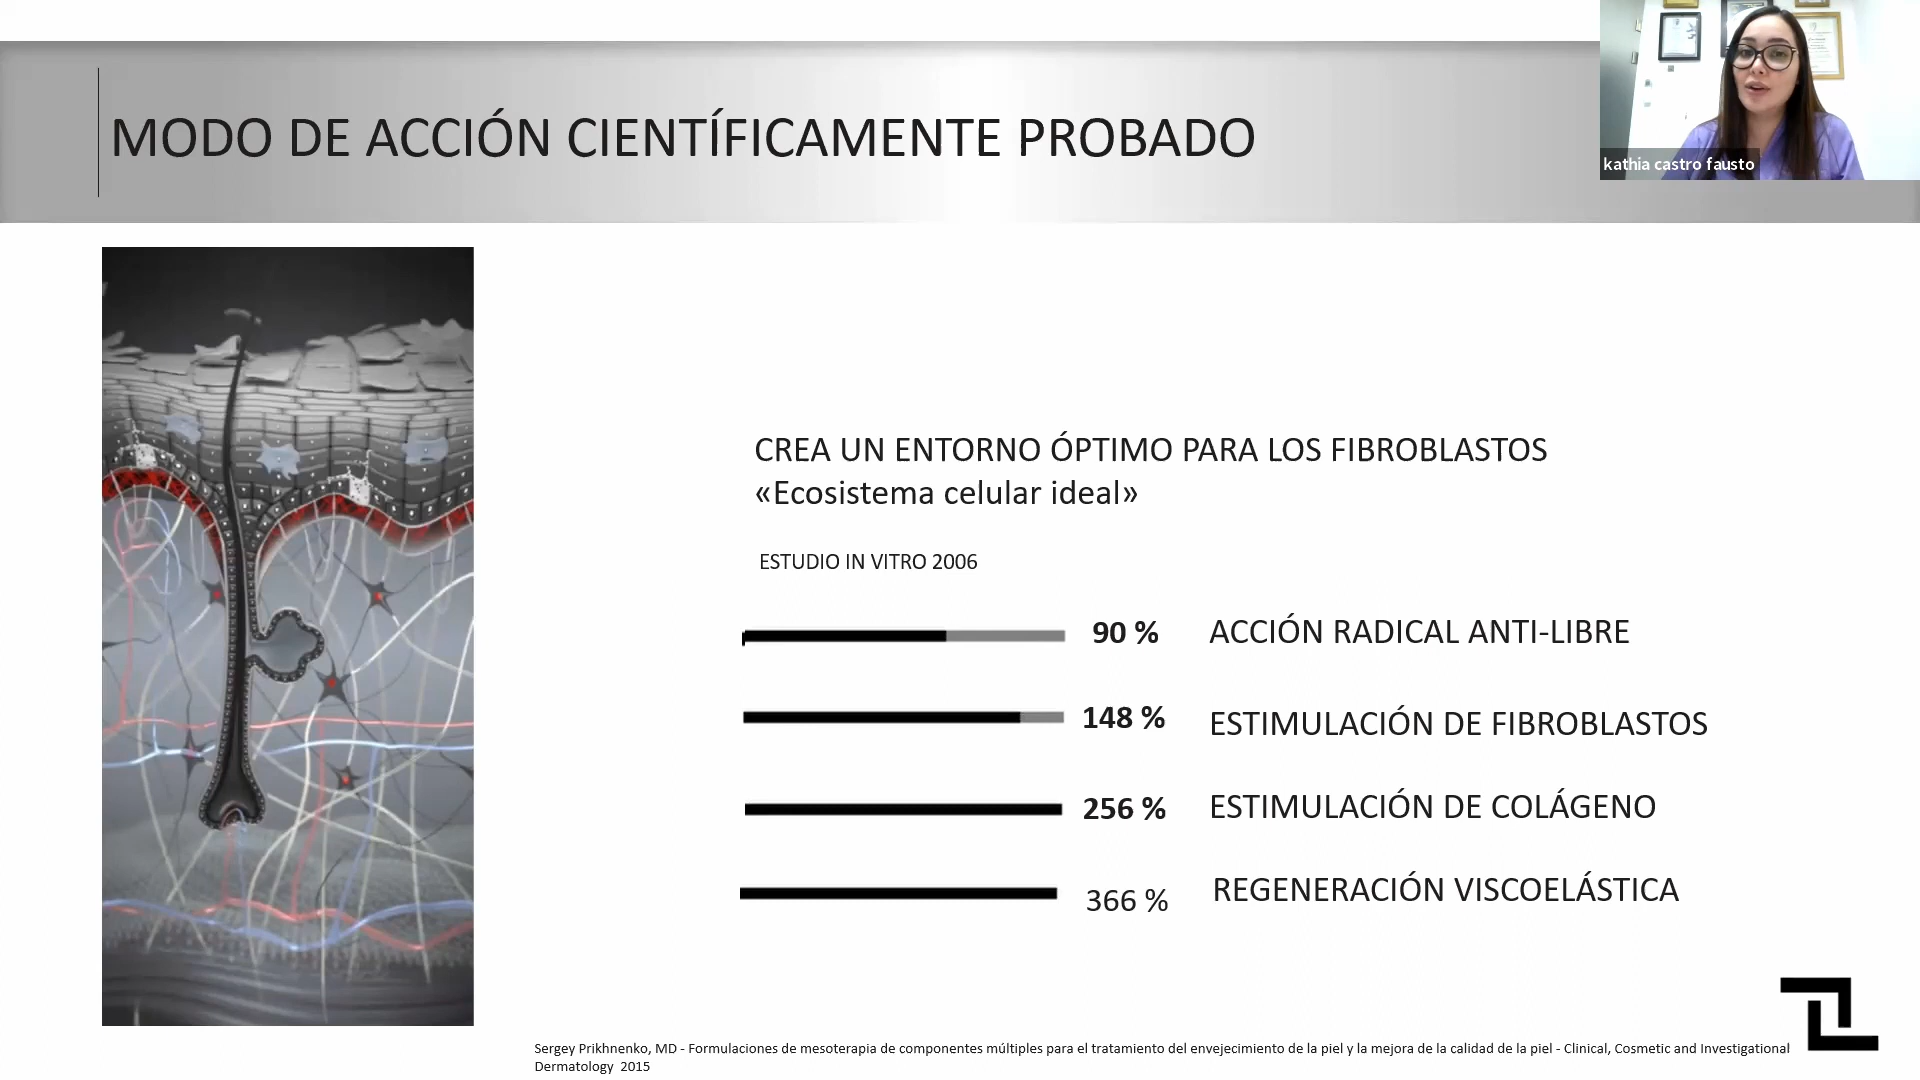 MODO DE ACCIÓN CIENTÍFICAMENTE PROBADO
kathia castro fausto
CREA UN ENTORNO ÓPTIMO PARA LOS FIBROBLASTOS
«Ecosistema celular ideal»
ESTUDIO IN VITRO 2006
90 % ACCIÓN RADICAL ANTI-LIBRE
148 % ESTIMULACIÓN DE FIBROBLASTOS
256 % ESTIMULACIÓN DE COLÁGENO
366 % REGENERACIÓN VISCOELÁSTICA
Sergey Prikhnenko, MD - Formulaciones de mesoterapia de componentes múltiples para el tratamiento del envejecimiento de la piel y la mejora de la calidad de la piel - Clinical, Cosmetic and Investigational
Dermatology 2015